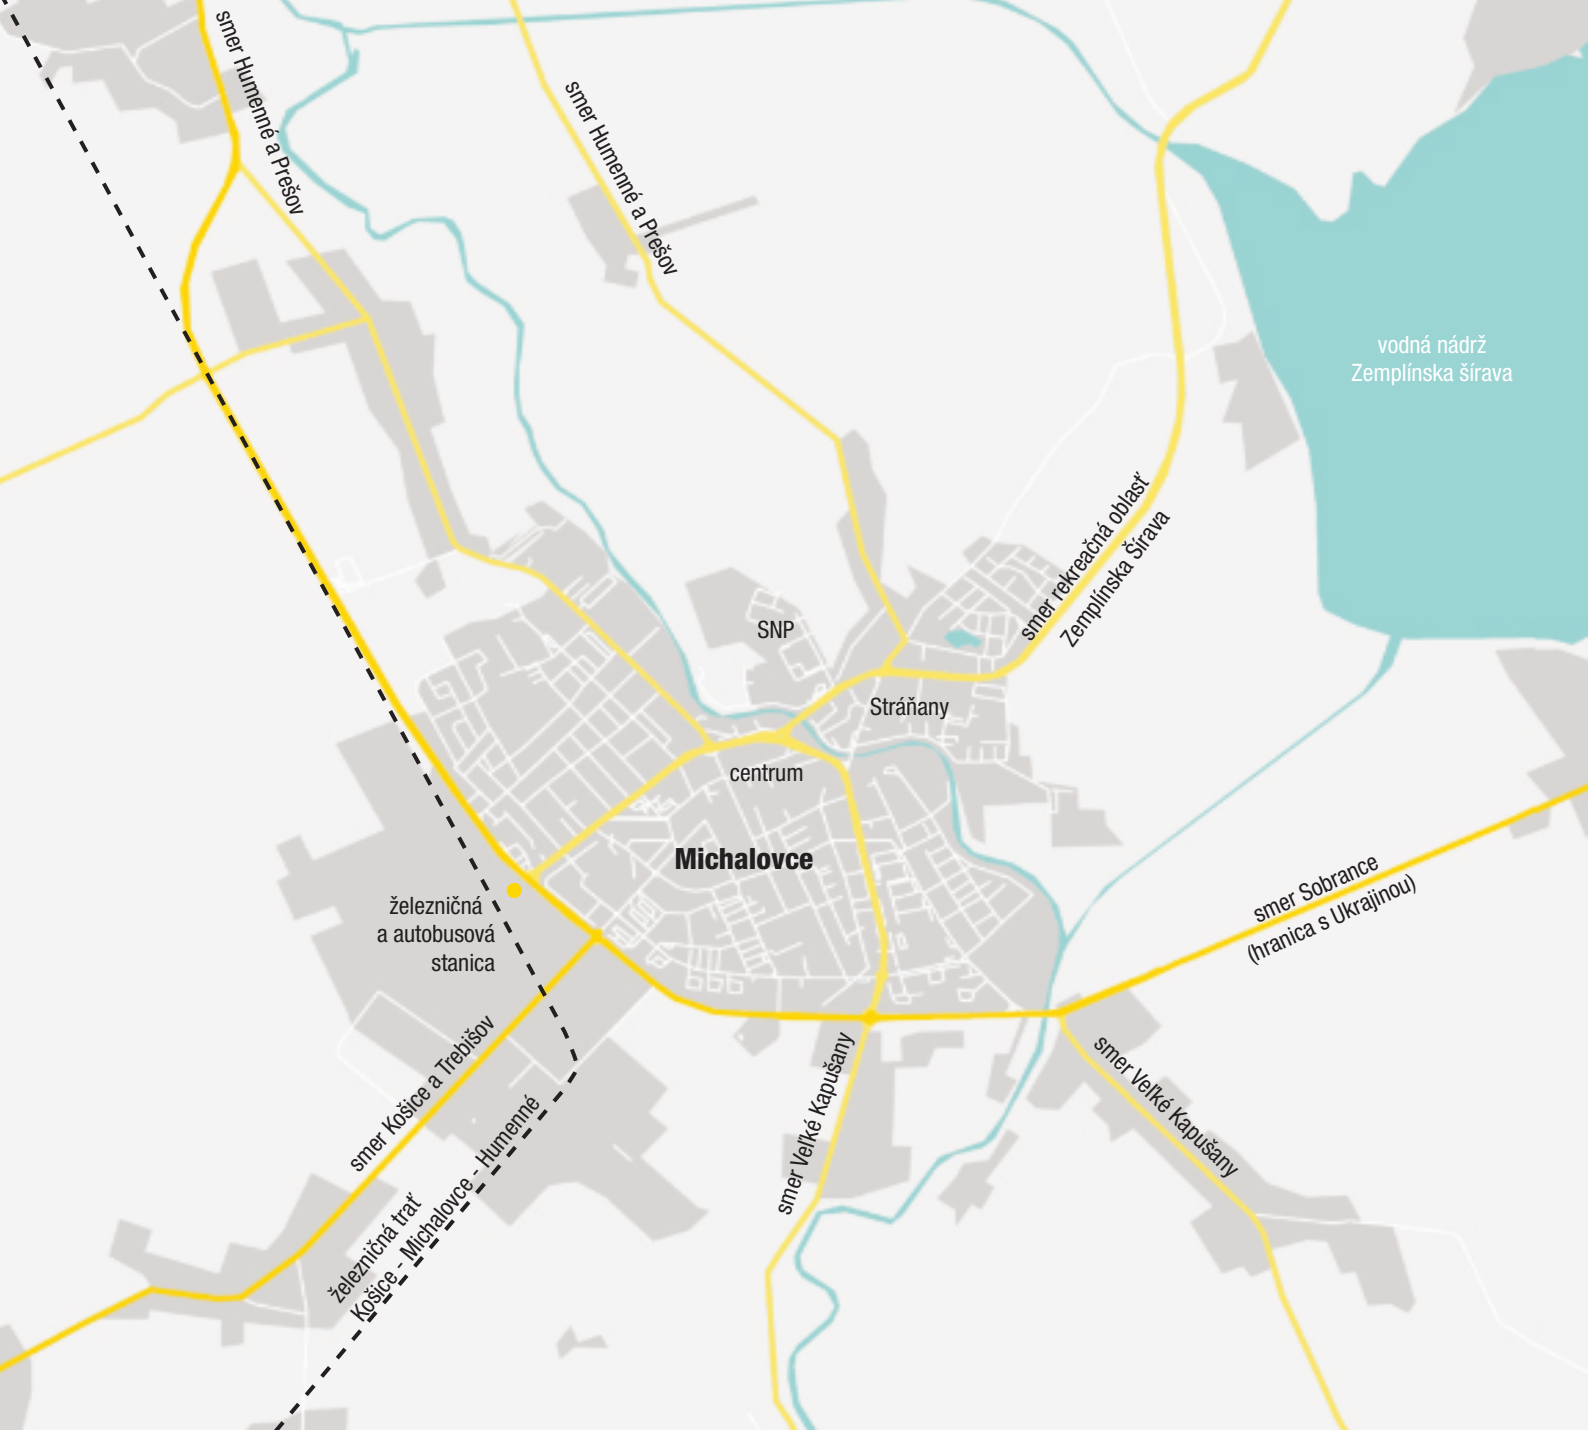 smer Humenné a Prešov
smer Humenné a Prešov
vodná nádrž
Zemplínska šírava
smer rekreačná oblasť
Zemplínska Šírava
SNP
Stráňany
centrum
Michalovce
železničná
a autobusová
stanica
smer Sobrance
(hranica s Ukrajinou)
smer Košice a Trebišov
smer Veľké Kapušany
smer Veľké Kapušany
železničná trať
Košice - Michalovce - Humenné